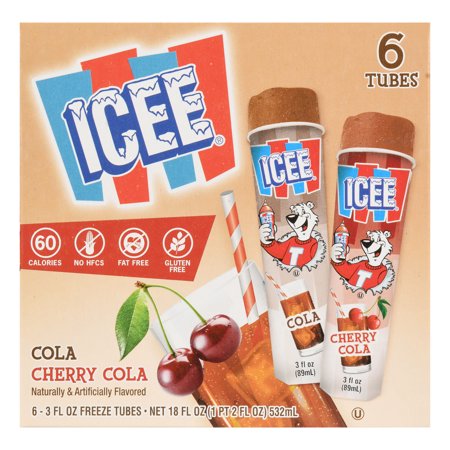 ICEE®
6
TUBES
ICEE
ICEE
60
CALORIES
NO HFCS
FAT FREE
GLUTEN
FREE
T
T
COLA
CHERRY
COLA
COLA
CHERRY COLA
Naturally & Artificially Flavored
3 fl oz
(89mL)
3 fl oz
(89mL)
6 - 3 FL OZ FREEZE TUBES • NET 18 FL OZ (1 PT 2 FL OZ) 532mL
U